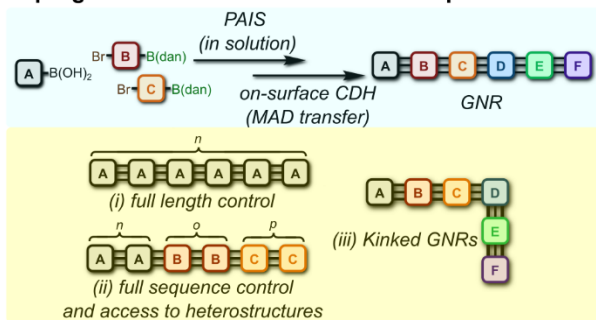 PAIS
(in solution)
A B(OH)2
Br B B(dan)
Br C B(dan)
on-surface CDH
(MAD transfer)
A B C D E F
GNR
n
A A A A A A
(i) full length control
n o p
A A B B C C
(ii) full sequence control
and access to heterostructures
A B C D
E
F
(iii) Kinked GNRs